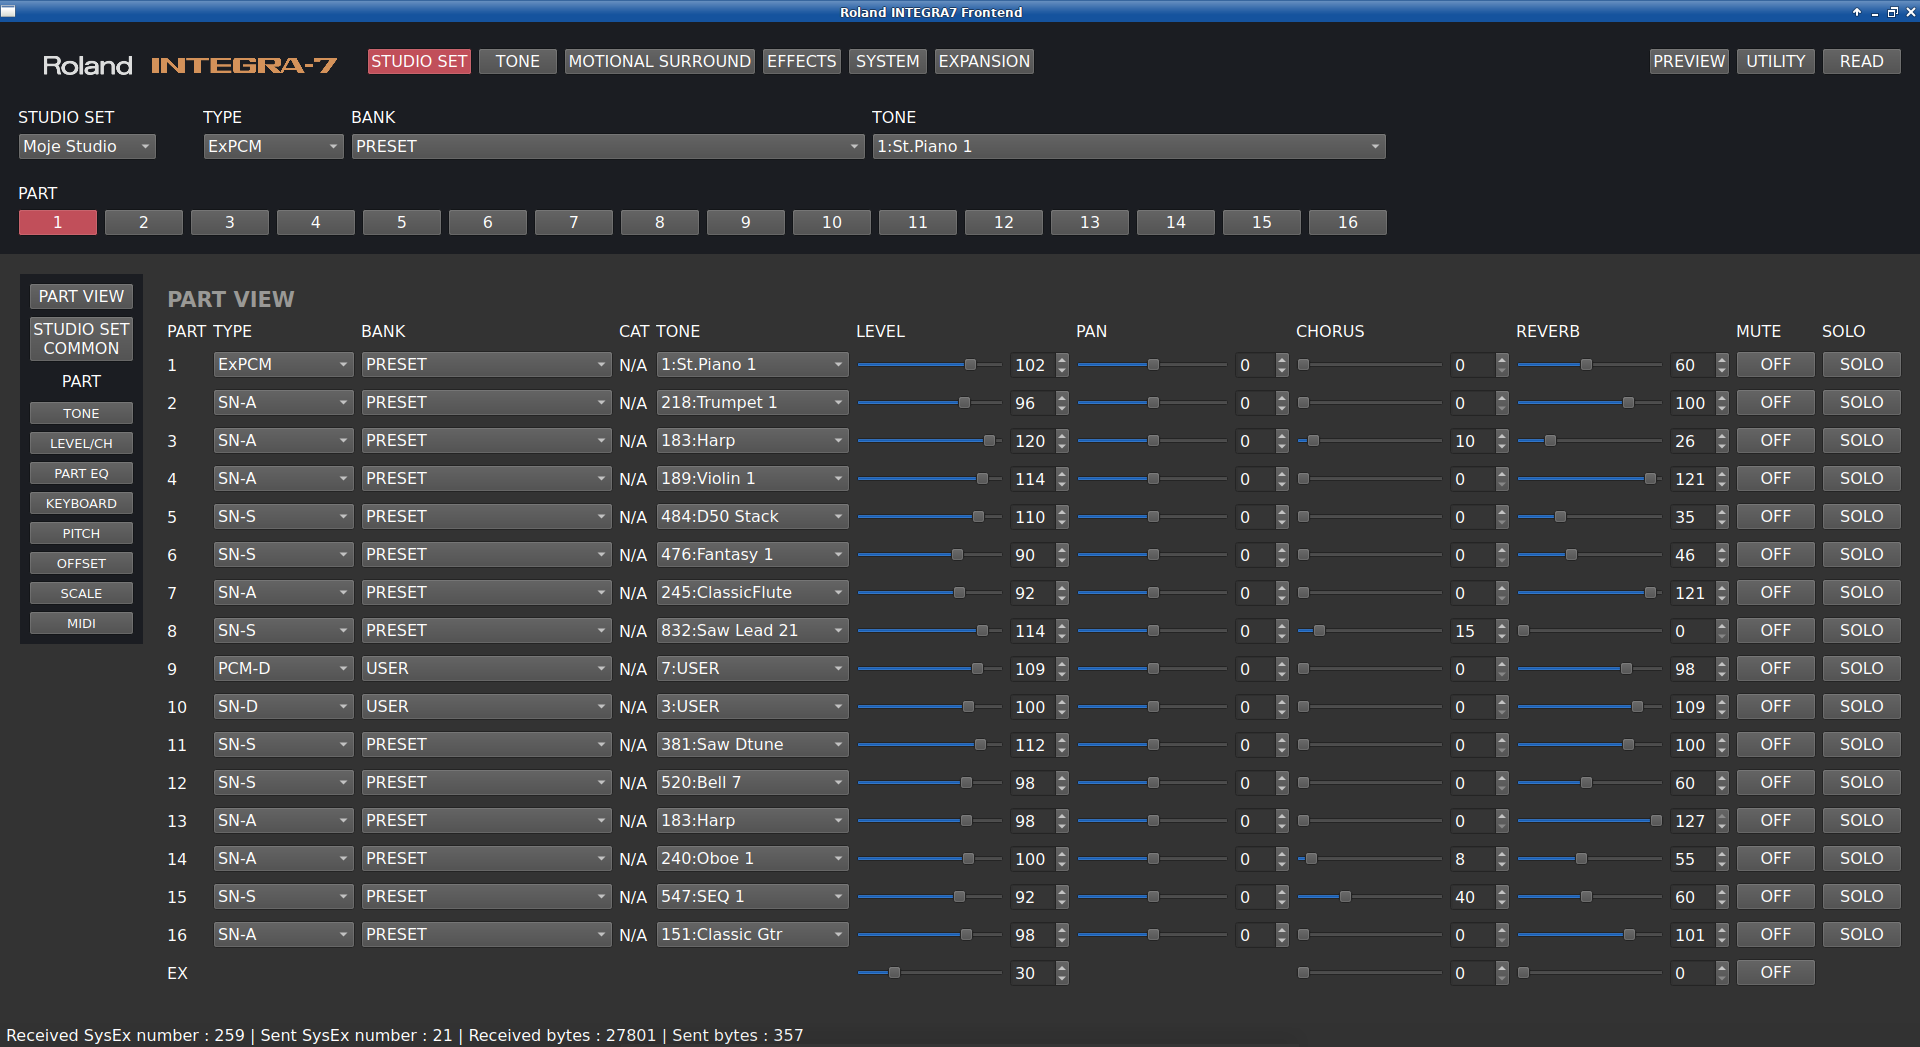 Roland INTEGRA7 Frontend
Roland INTEGRA-7 STUDIO SET TONE MOTIONAL SURROUND EFFECTS SYSTEM EXPANSION PREVIEW UTILITY READ
STUDIO SET TYPE BANK TONE
Moje Studio ExPCM PRESET 1:St.Piano 1
PART
1 2 3 4 5 6 7 8 9 10 11 12 13 14 15 16
PART VIEW
STUDIO SET
COMMON
PART
TONE
LEVEL/CH
PART EQ
KEYBOARD
PITCH
OFFSET
SCALE
MIDI
PART VIEW
PART TYPE BANK CAT TONE LEVEL PAN CHORUS REVERB MUTE SOLO
1 ExPCM PRESET N/A 1:St.Piano 1 102 0 0 60 OFF SOLO
2 SN-A PRESET N/A 218:Trumpet 1 96 0 0 100 OFF SOLO
3 SN-A PRESET N/A 183:Harp 120 0 10 26 OFF SOLO
4 SN-A PRESET N/A 189:Violin 1 114 0 0 121 OFF SOLO
5 SN-S PRESET N/A 484:D50 Stack 110 0 0 35 OFF SOLO
6 SN-S PRESET N/A 476:Fantasy 1 90 0 0 46 OFF SOLO
7 SN-A PRESET N/A 245:ClassicFlute 92 0 0 121 OFF SOLO
8 SN-S PRESET N/A 832:Saw Lead 21 114 0 15 0 OFF SOLO
9 PCM-D USER N/A 7:USER 109 0 0 98 OFF SOLO
10 SN-D USER N/A 3:USER 100 0 0 109 OFF SOLO
11 SN-S PRESET N/A 381:Saw Dtune 112 0 0 100 OFF SOLO
12 SN-S PRESET N/A 520:Bell 7 98 0 0 60 OFF SOLO
13 SN-A PRESET N/A 183:Harp 98 0 0 127 OFF SOLO
14 SN-A PRESET N/A 240:Oboe 1 100 0 8 55 OFF SOLO
15 SN-S PRESET N/A 547:SEQ 1 92 0 40 60 OFF SOLO
16 SN-A PRESET N/A 151:Classic Gtr 98 0 0 101 OFF SOLO
EX 30 0 0 OFF
Received SysEx number : 259 | Sent SysEx number : 21 | Received bytes : 27801 | Sent bytes : 357